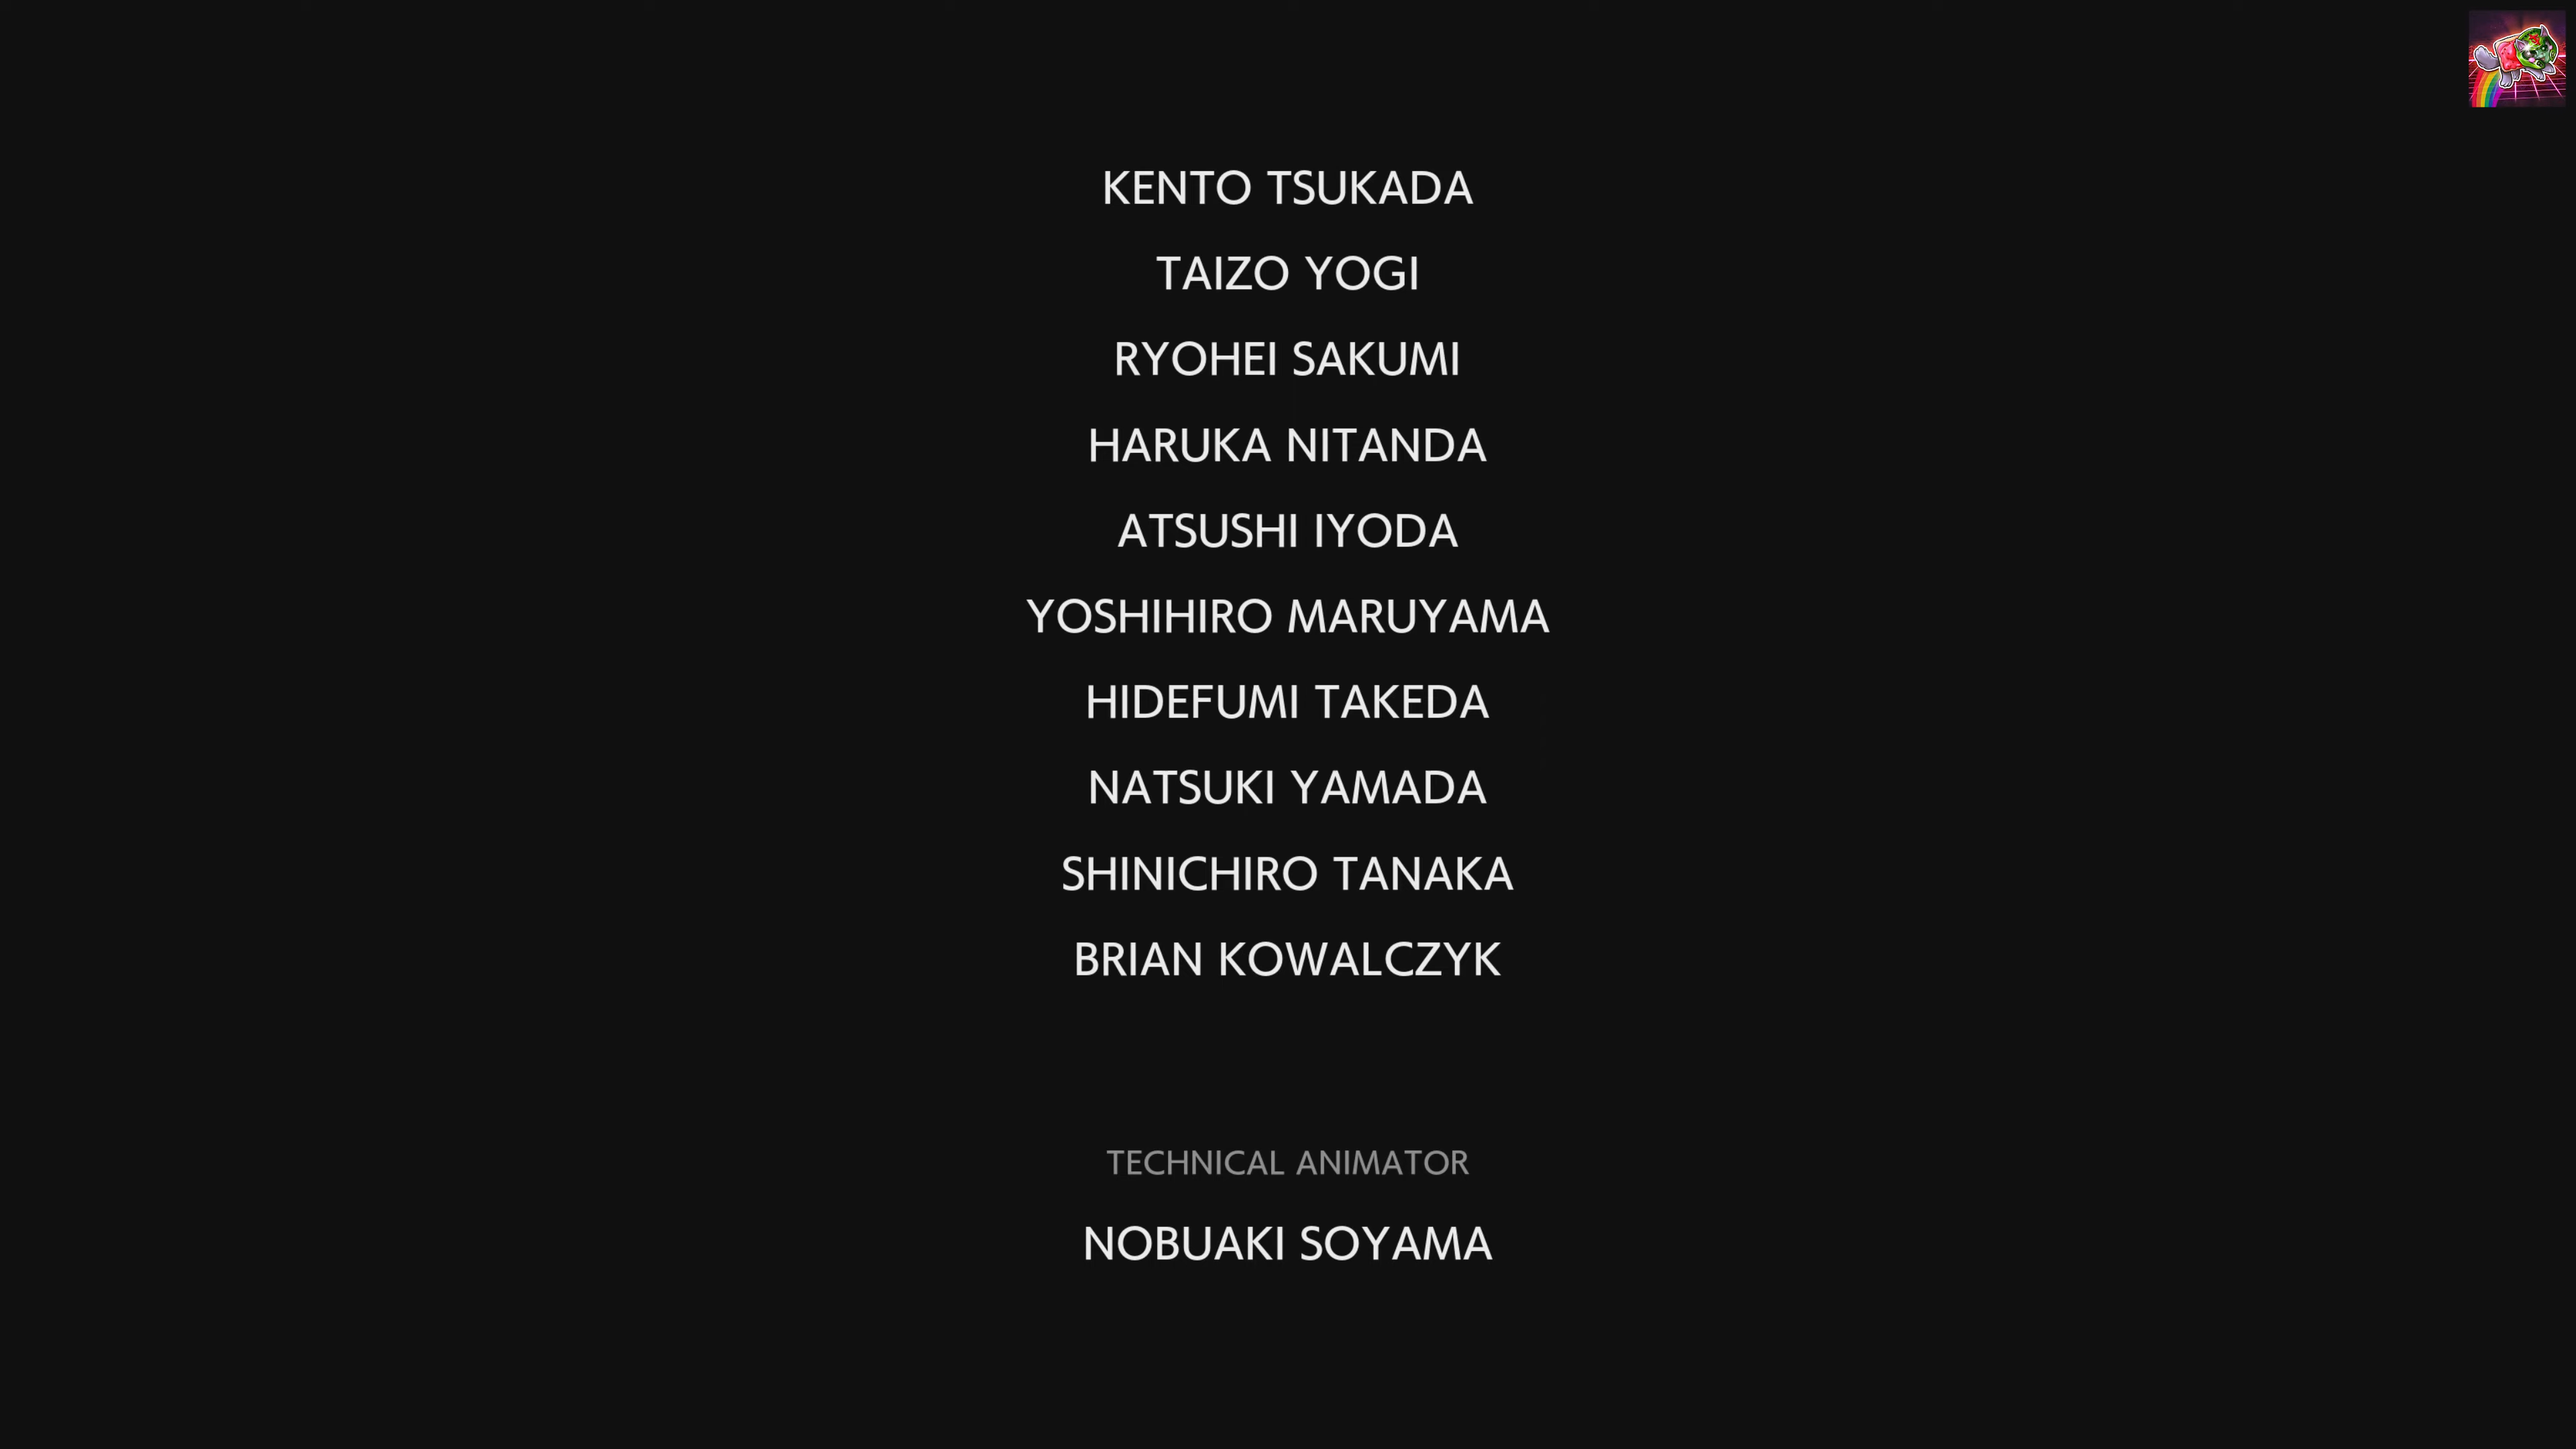 KENTO TSUKADA
TAIZO YOGI
RYOHEI SAKUMI
HARUKA NITANDA
ATSUSHI IYODA
YOSHIHIRO MARUYAMA
HIDEFUMI TAKEDA
NATSUKI YAMADA
SHINICHIRO TANAKA
BRIAN KOWALCZYK
TECHNICAL ANIMATOR
NOBUAKI SOYAMA